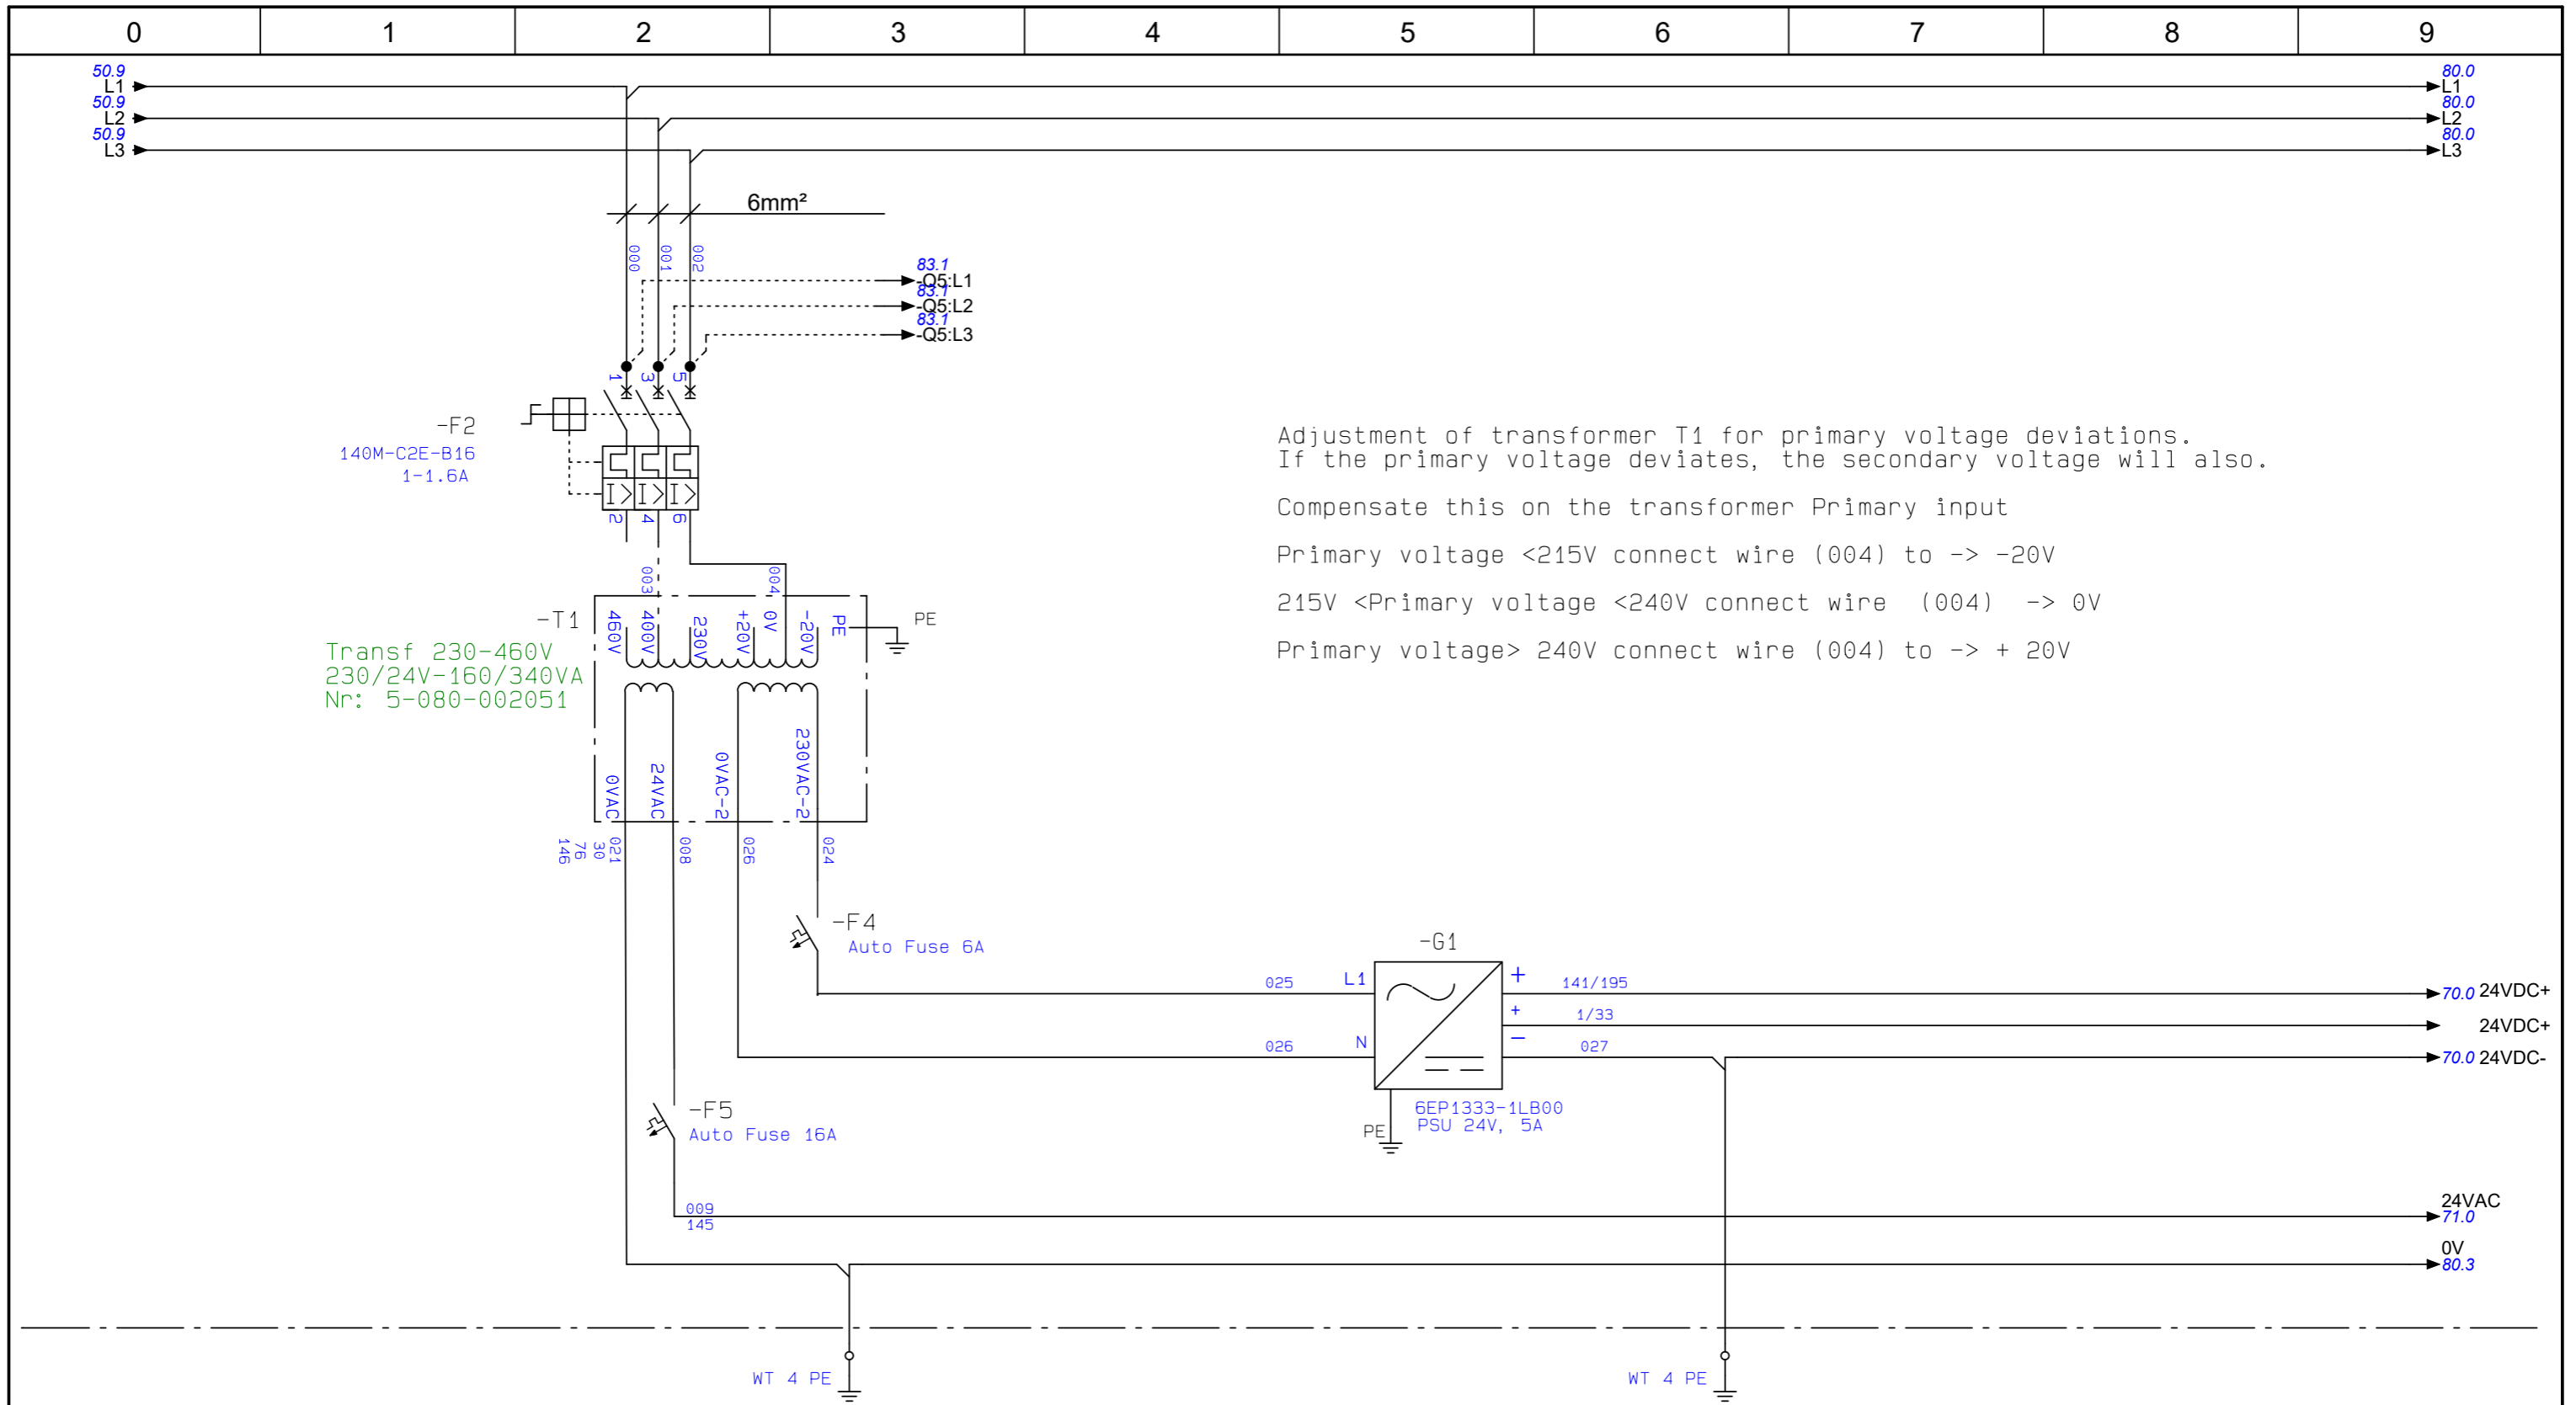 0 1 2 3 4 5 6 7 8 9
50.9
L1
50.9
L2
50.9
L3
80.0
L1
80.0
L2
80.0
L3
6mm²
000 001 002
83.1
-Q5:L1
83.1
-Q5:L2
83.1
-Q5:L3
1 3 5
-F2
140M-C2E-B16
1-1.6A
I> I> I>
2 4 6
Adjustment of transformer T1 for primary voltage deviations.
If the primary voltage deviates, the secondary voltage will also.
Compensate this on the transformer Primary input
Primary voltage <215V connect wire (004) to -> -20V
215V <Primary voltage <240V connect wire (004) -> 0V
Primary voltage> 240V connect wire (004) to -> + 20V
003 004
-T1
460V 400V 230V +20V 0V -20V PE
PE
Transf 230-460V
230/24V-160/340VA
Nr: 5-080-002051
0VAC 24VAC 0VAC-2 230VAC-2
146 76 30 021 008 026 024
-F4
Auto Fuse 6A
-G1
025 L1 + 141/195
70.0 24VDC+
+ 1/33
24VDC+
026 N - 027
70.0 24VDC-
6EP1333-1LB00
PSU 24V, 5A
PE
-F5
Auto Fuse 16A
009
145
24VAC
71.0
0V
80.3
WT 4 PE
WT 4 PE